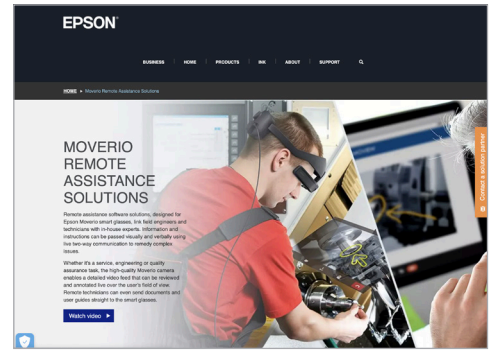 EPSON®
BUSINESS HOME PRODUCTS INK ABOUT SUPPORT
HOME ▸ Moverio Remote Assistance Solutions
MOVERIO
REMOTE
ASSISTANCE
SOLUTIONS
Remote assistance software solutions, designed for
Epson Moverio smart glasses, link field engineers and
technicians with in-house experts. Information and
instructions can be passed visually and verbally using
live two-way communication to remedy complex
issues.
Whether it's a service, engineering or quality
assurance task, the high-quality Moverio camera
enables a detailed video feed that can be reviewed
and annotated live over the user's field of view.
Remote technicians can even send documents and
user guides straight to the smart glasses.
Watch video ▶
Contact a solution partner